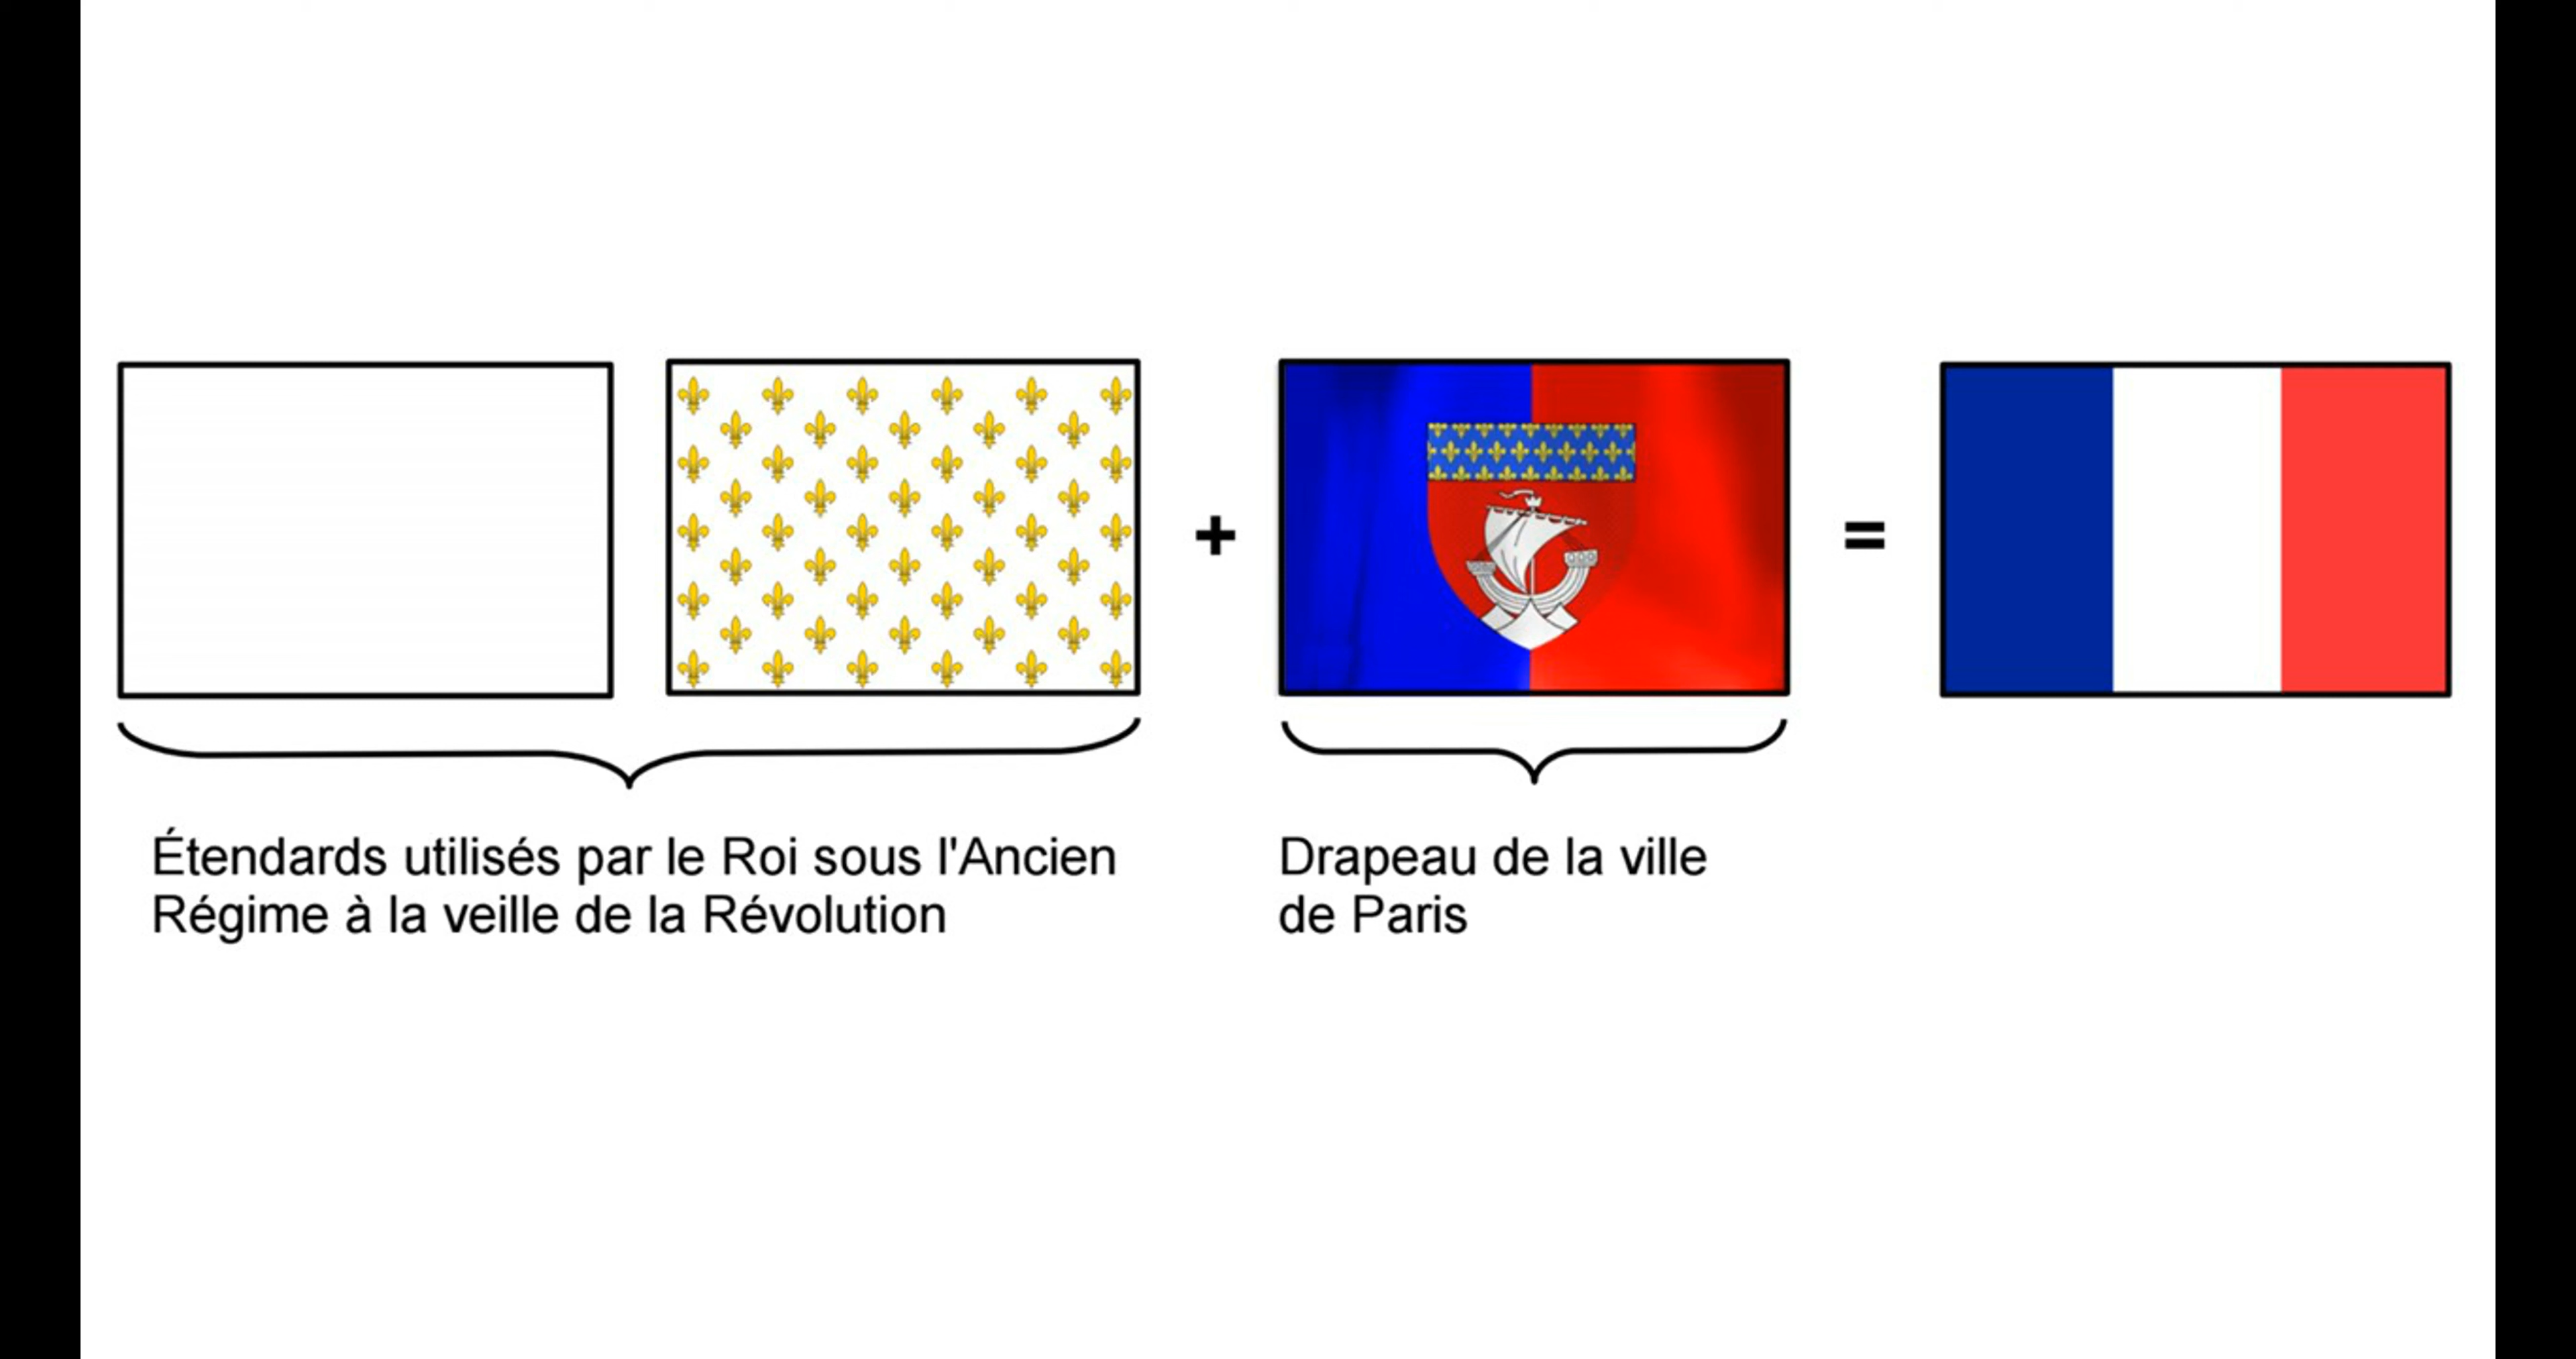 +
=
Étendards utilisés par le Roi sous l'Ancien
Régime à la veille de la Révolution
Drapeau de la ville
de Paris